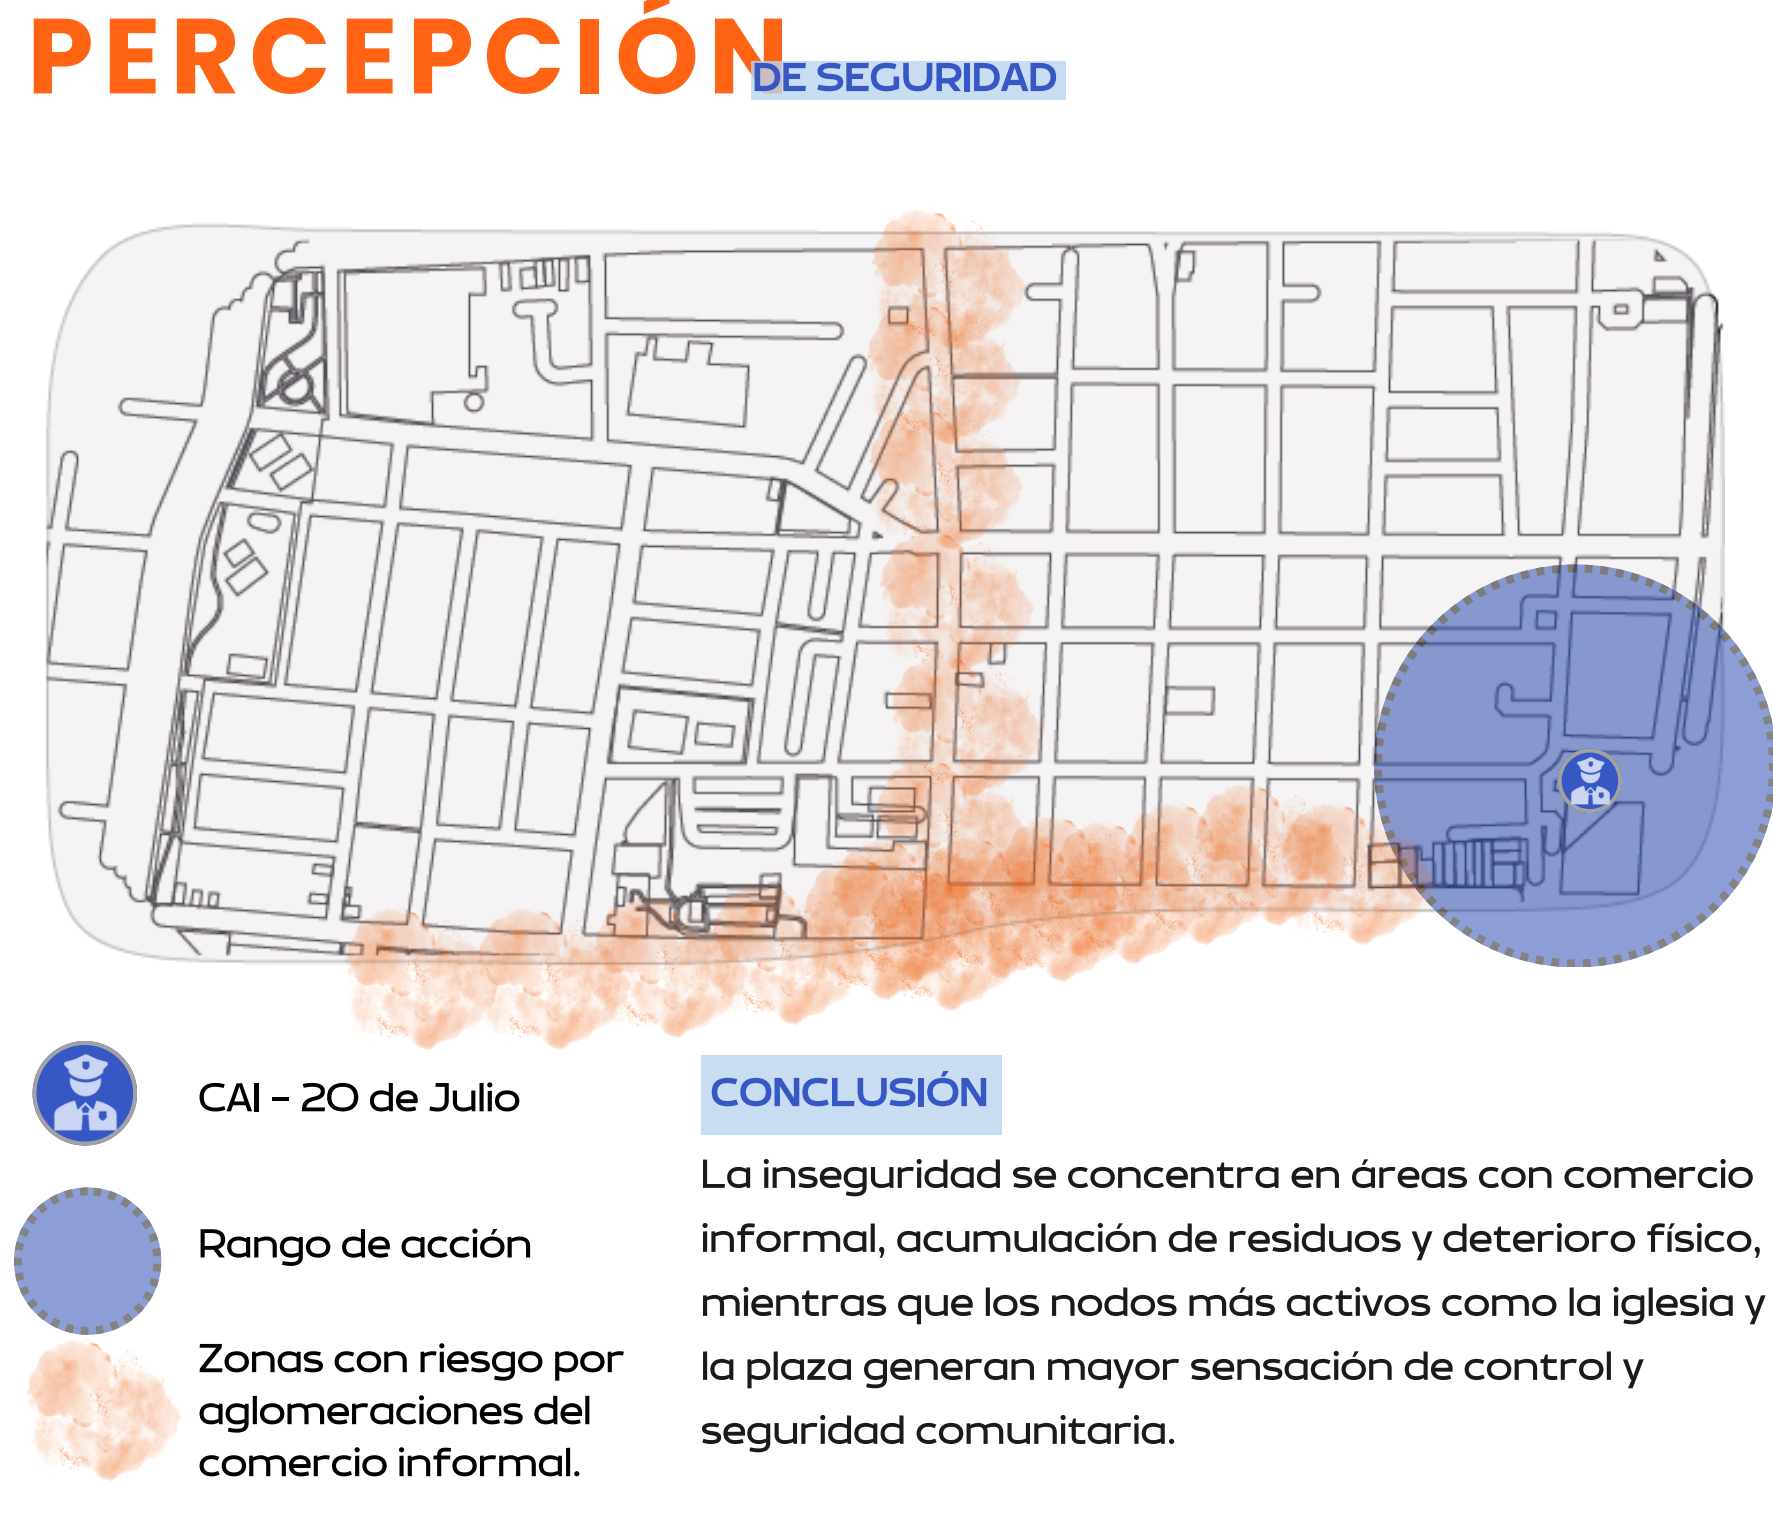 PERCEPCIÓN
DE SEGURIDAD
CAI - 20 de Julio
Rango de acción
Zonas con riesgo por
aglomeraciones del
comercio informal.
CONCLUSIÓN
La inseguridad se concentra en áreas con comercio
informal, acumulación de residuos y deterioro físico,
mientras que los nodos más activos como la iglesia y
la plaza generan mayor sensación de control y
seguridad comunitaria.